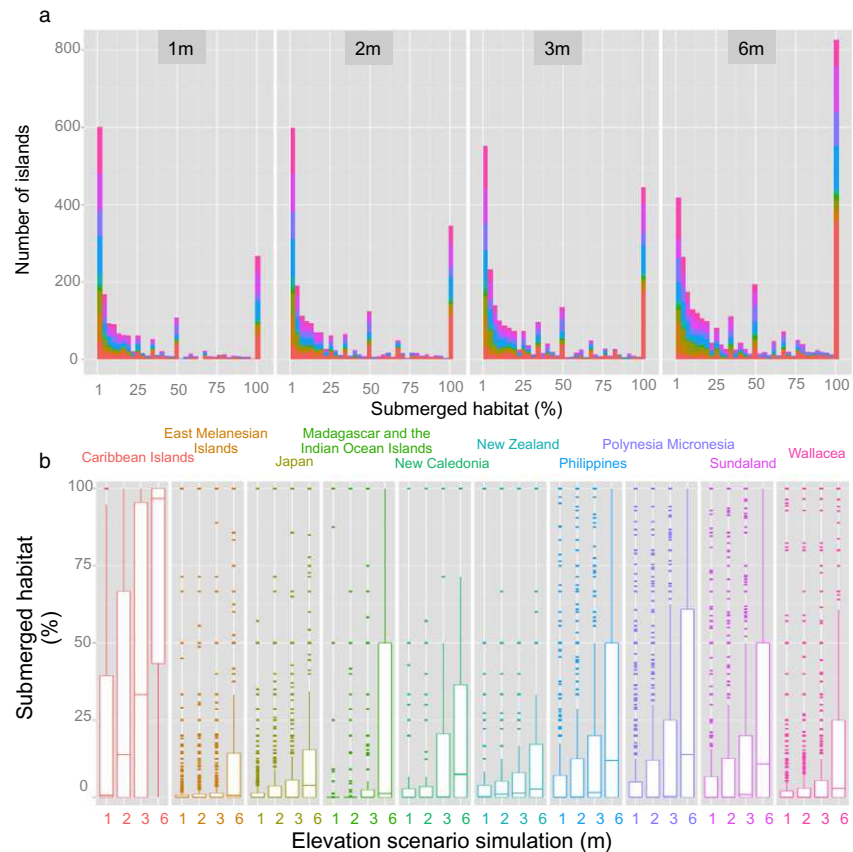 a
1m 2m 3m 6m
Number of islands
800
600
400
200
0
1 25 50 75 100 1 25 50 75 100 1 25 50 75 100 1 25 50 75 100
Submerged habitat (%)
b
Caribbean Islands
East Melanesian
Islands
Japan
Madagascar and the
Indian Ocean Islands
New Caledonia
New Zealand
Philippines
Polynesia Micronesia
Sundaland
Wallacea
Submerged habitat
(%)
100
75
50
25
0
1 2 3 6 1 2 3 6 1 2 3 6 1 2 3 6 1 2 3 6 1 2 3 6 1 2 3 6 1 2 3 6 1 2 3 6 1 2 3 6
Elevation scenario simulation (m)